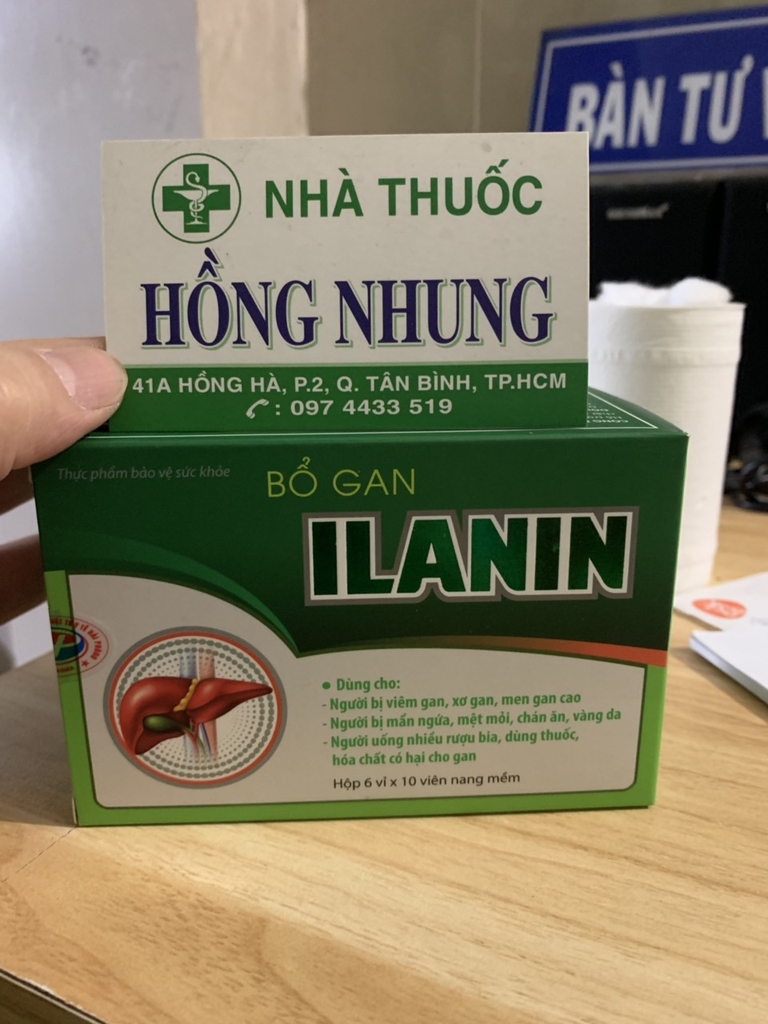 BÀN TƯ
NHÀ THUỐC
HỒNG NHUNG
41A HỒNG HÀ, P.2, Q. TÂN BÌNH, TP.HCM
: 097 4433 519
Thực phẩm bảo vệ sức khỏe
BỔ GAN
ILANIN
• Dùng cho:
- Người bị viêm gan, xơ gan, men gan cao
- Người bị mẩn ngứa, mệt mỏi, chán ăn, vàng da
- Người uống nhiều rượu bia, dùng thuốc,
hóa chất có hại cho gan
Hộp 6 vỉ x 10 viên nang mềm